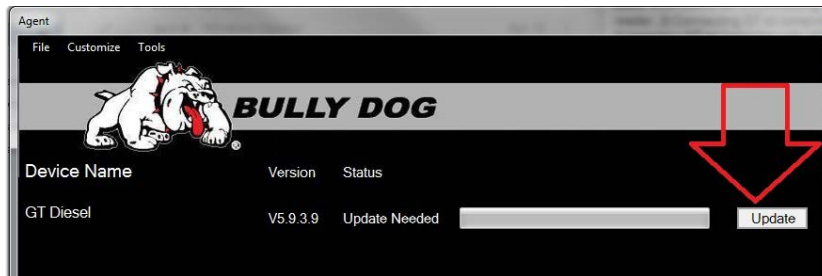 Agent
File Customize Tools
BULLY DOG
®
Device Name Version Status
GT Diesel V5.9.3.9 Update Needed Update